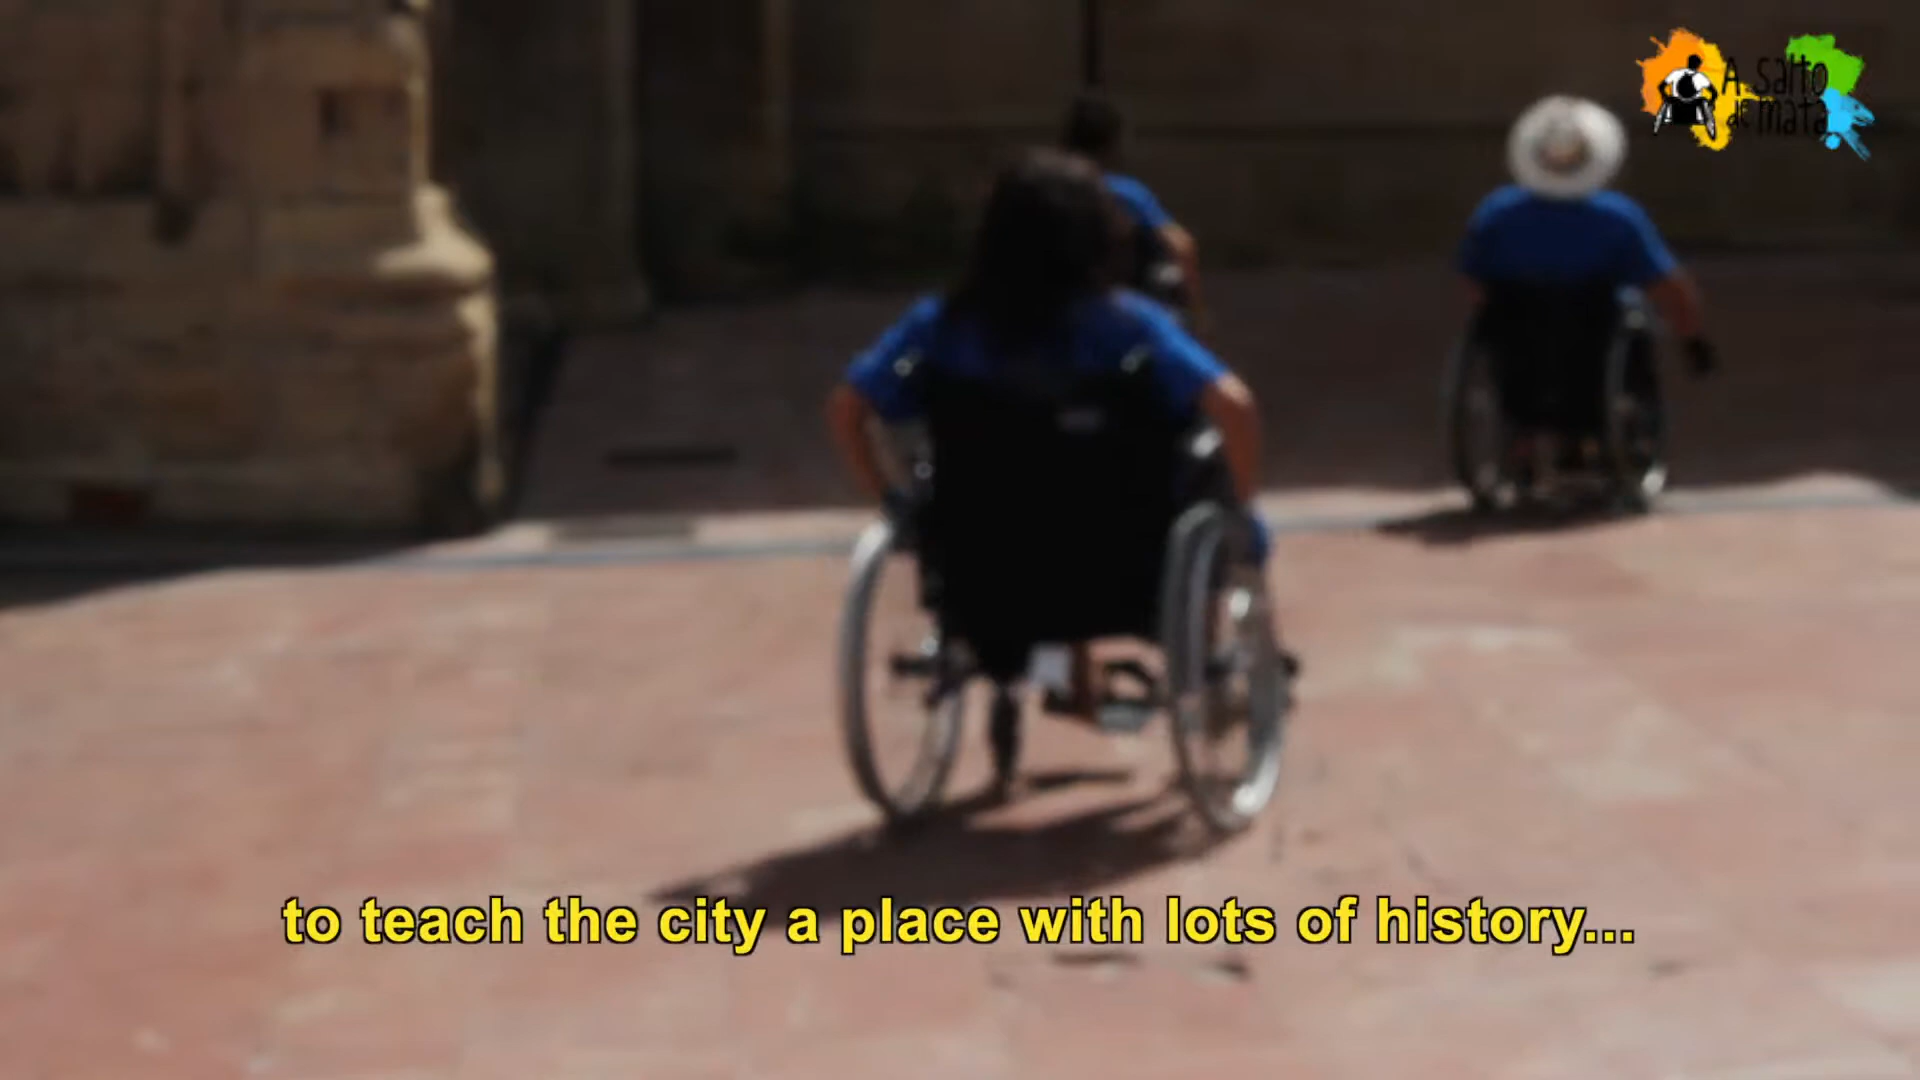 A salto
de mata
to teach the city a place with lots of history...